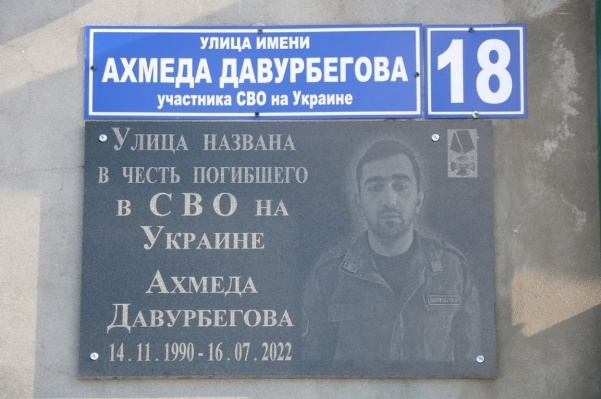 УЛИЦА ИМЕНИ
АХМЕДА ДАВУРБЕГОВА
участника СВО на Украине
18
УЛИЦА НАЗВАНА
В ЧЕСТЬ ПОГИБШЕГО
В СВО НА
УКРАИНЕ
АХМЕДА
ДАВУРБЕГОВА
14.11.1990-16.07.2022